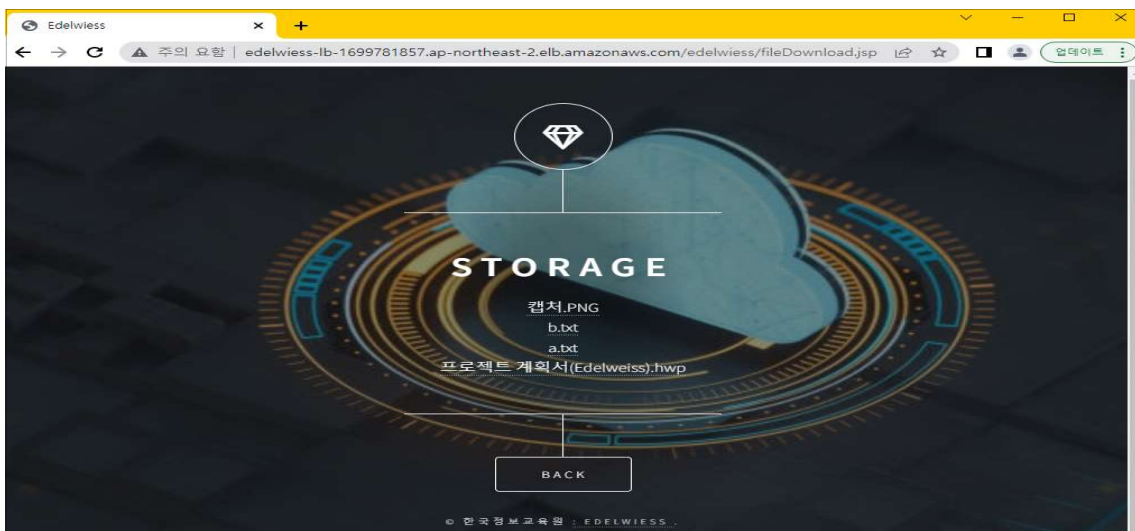 Edelwiess
주의 요함 | edelwiess-lb-1699781857.ap-northeast-2.elb.amazonaws.com/edelwiess/fileDownload.jsp
업데이트
STORAGE
캡처.PNG
b.txt
a.txt
프로젝트 계획서(Edelweiss).hwp
BACK
© 한국정보교육원 : EDELWIESS .